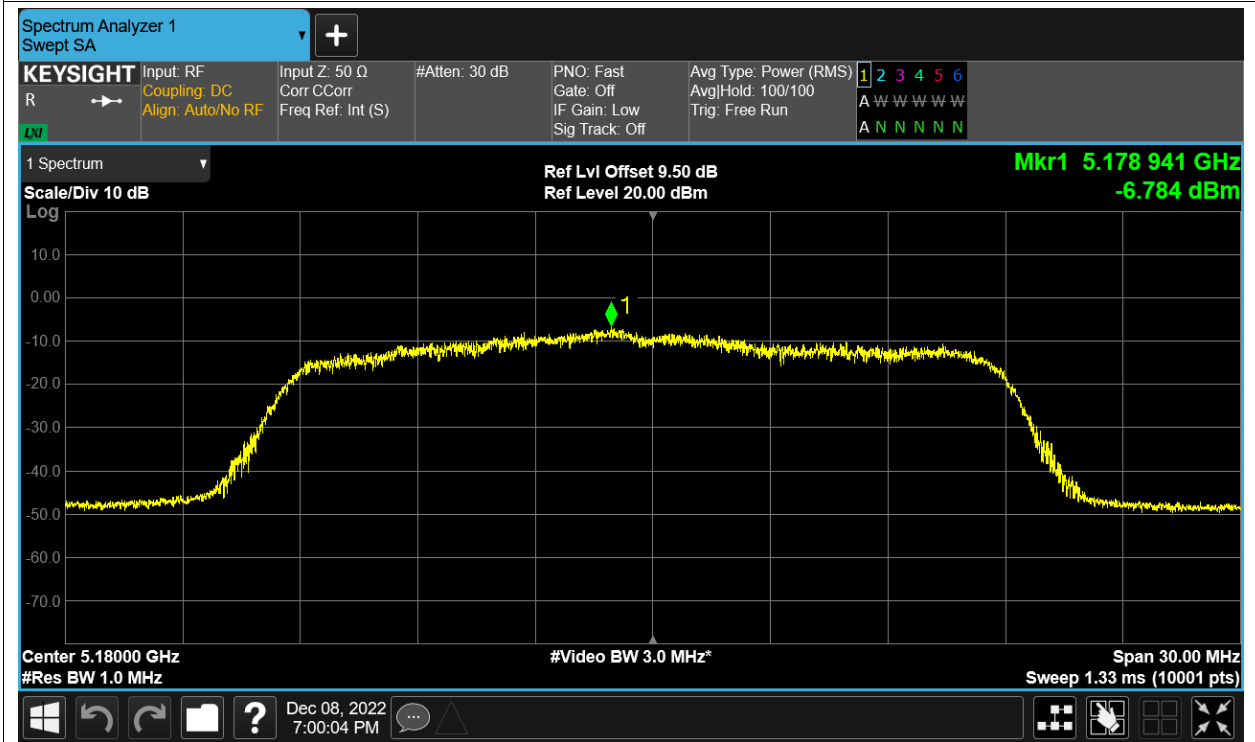 Spectrum Analyzer 1
Swept SA
KEYSIGHT
R
LXI
Input: RF
Coupling: DC
Align: Auto/No RF
Input Z: 50 Ω
Corr CCorr
Freq Ref: Int (S)
#Atten: 30 dB
PNO: Fast
Gate: Off
IF Gain: Low
Sig Track: Off
Avg Type: Power (RMS)
Avg|Hold: 100/100
Trig: Free Run
1 2 3 4 5 6
A W W W W W
A N N N N N
1 Spectrum
Scale/Div 10 dB
Log
Ref Lvl Offset 9.50 dB
Ref Level 20.00 dBm
Mkr1 5.178 941 GHz
-6.784 dBm
10.0
0.00
-10.0
-20.0
-30.0
-40.0
-50.0
-60.0
-70.0
1
Center 5.18000 GHz
#Res BW 1.0 MHz
#Video BW 3.0 MHz*
Span 30.00 MHz
Sweep 1.33 ms (10001 pts)
?
Dec 08, 2022
7:00:04 PM